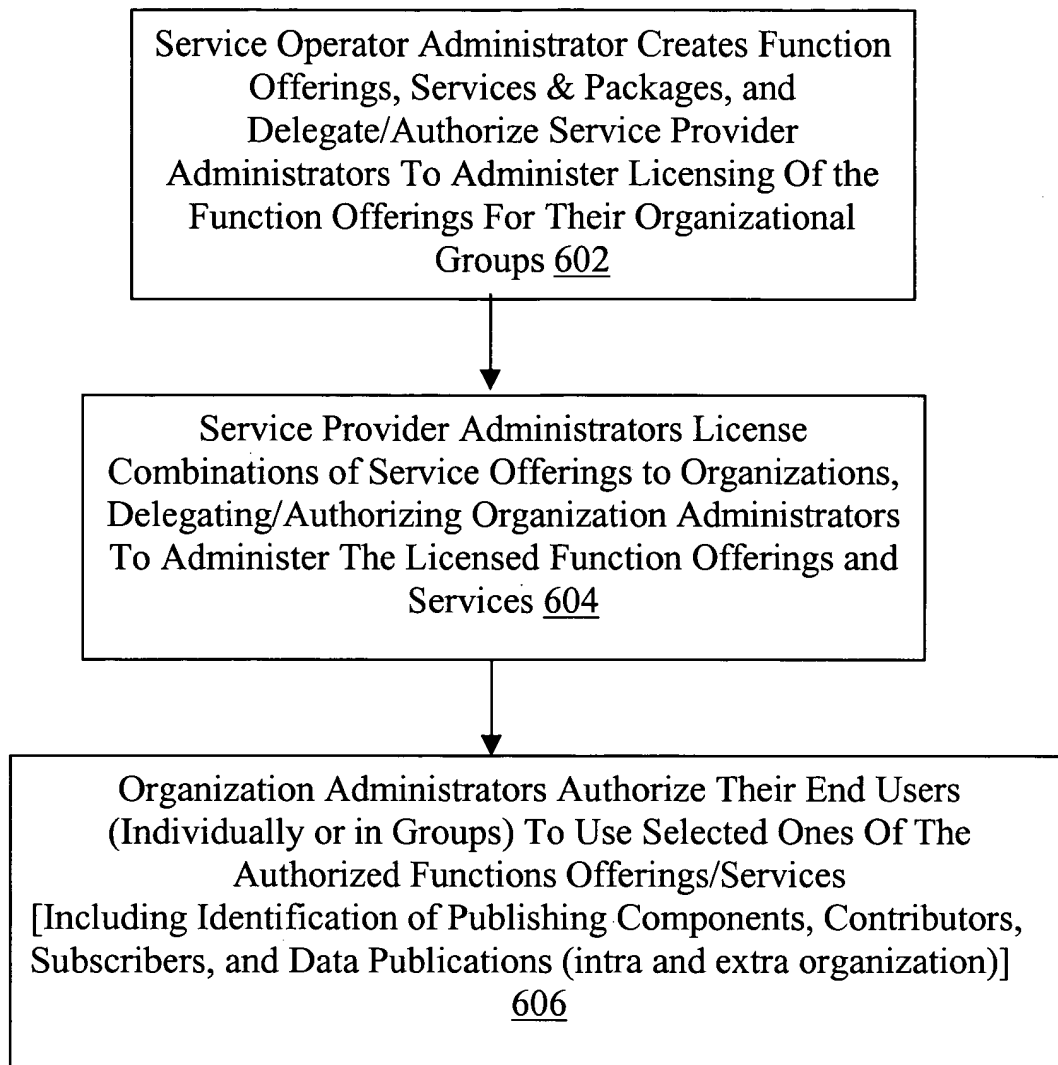 Service Operator Administrator Creates Function
Offerings, Services & Packages, and
Delegate/Authorize Service Provider
Administrators To Administer Licensing Of the
Function Offerings For Their Organizational
Groups 602
Service Provider Administrators License
Combinations of Service Offerings to Organizations,
Delegating/Authorizing Organization Administrators
To Administer The Licensed Function Offerings and
Services 604
Organization Administrators Authorize Their End Users
(Individually or in Groups) To Use Selected Ones Of The
Authorized Functions Offerings/Services
[Including Identification of Publishing Components, Contributors,
Subscribers, and Data Publications (intra and extra organization)]
606